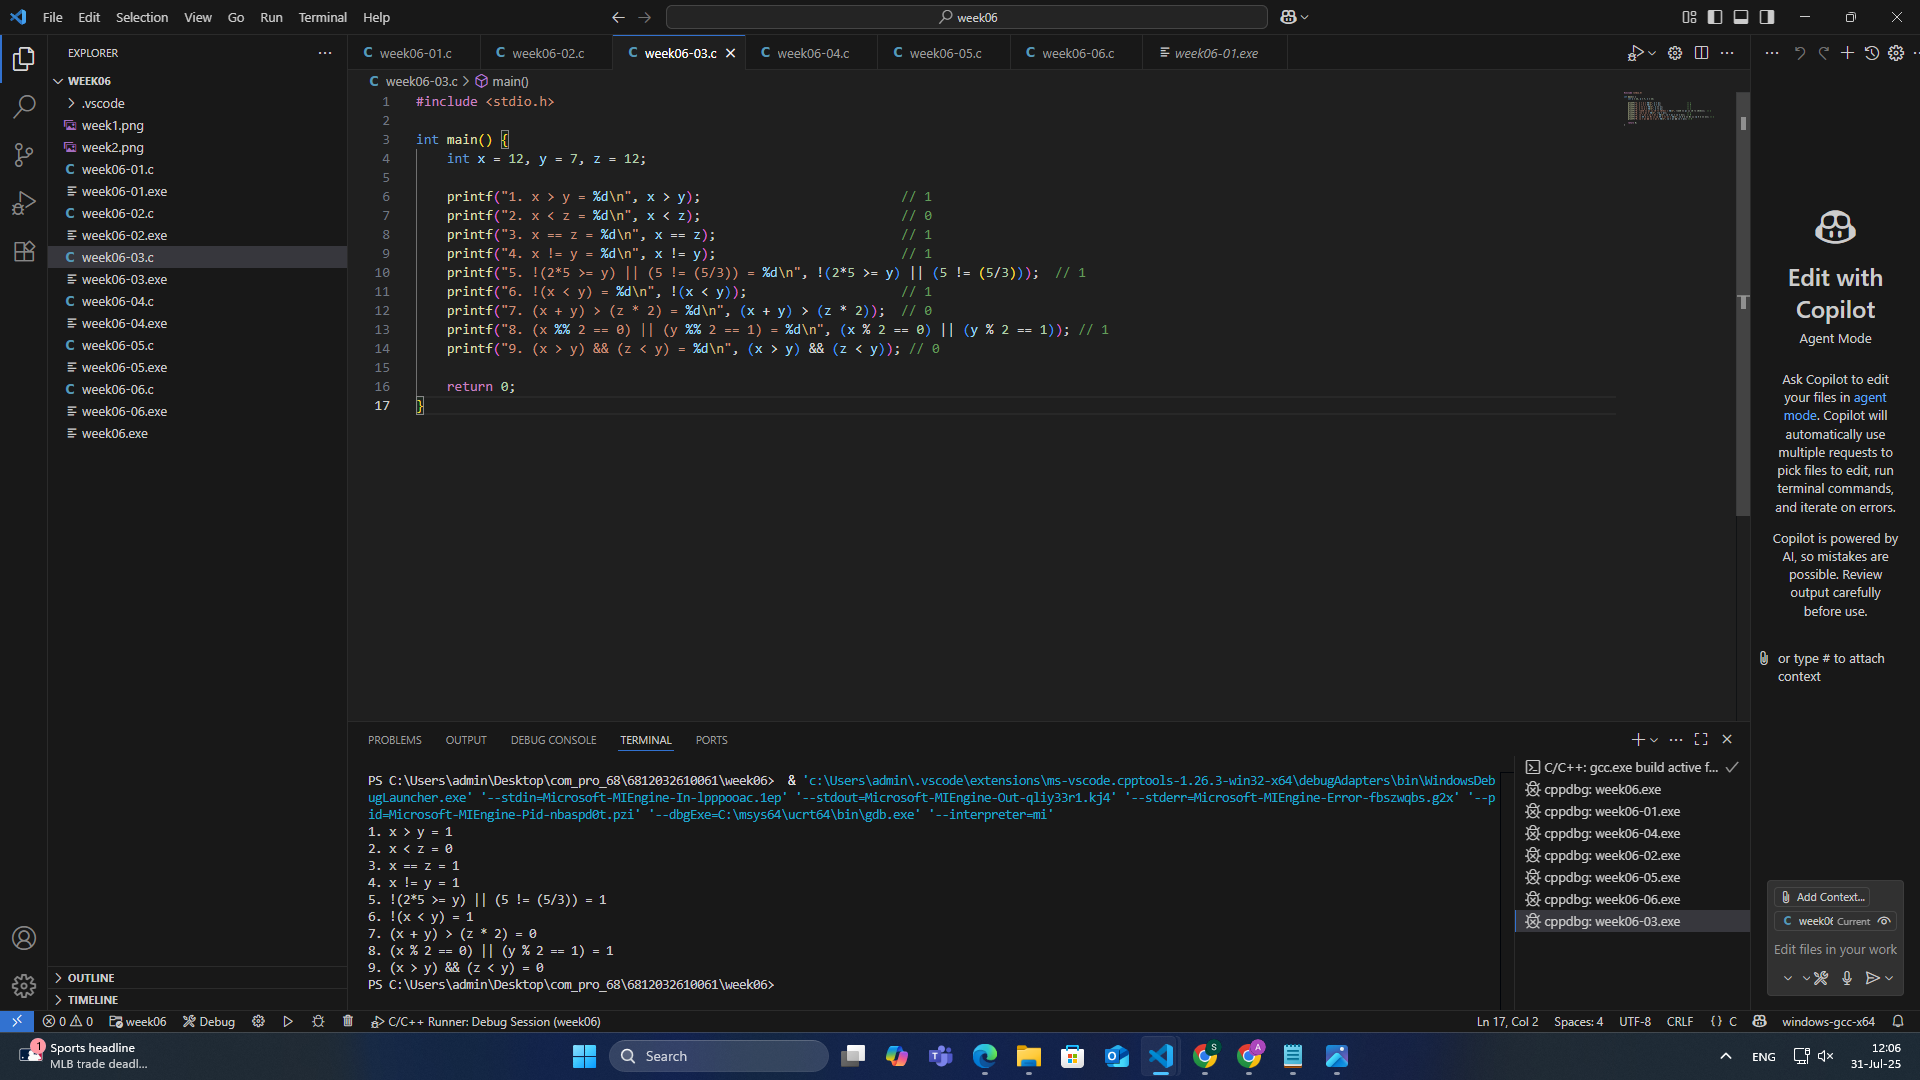 File Edit Selection View Go Run Terminal Help
week06
EXPLORER
WEEK06
.vscode
week1.png
week2.png
week06-01.c
week06-01.exe
week06-02.c
week06-02.exe
week06-03.c
week06-03.exe
week06-04.c
week06-04.exe
week06-05.c
week06-05.exe
week06-06.c
week06-06.exe
week06.exe
OUTLINE
TIMELINE
week06-01.c week06-02.c week06-03.c week06-04.c week06-05.c week06-06.c week06-01.exe
week06-03.c > main()
1 #include <stdio.h>
2
3 int main() {
4 int x = 12, y = 7, z = 12;
5
6 printf("1. x > y = %d\n", x > y); // 1
7 printf("2. x < z = %d\n", x < z); // 0
8 printf("3. x == z = %d\n", x == z); // 1
9 printf("4. x != y = %d\n", x != y); // 1
10 printf("5. !(2*5 >= y) || (5 != (5/3)) = %d\n", !(2*5 >= y) || (5 != (5/3))); // 1
11 printf("6. !(x < y) = %d\n", !(x < y)); // 1
12 printf("7. (x + y) > (z * 2) = %d\n", (x + y) > (z * 2)); // 0
13 printf("8. (x %% 2 == 0) || (y %% 2 == 1) = %d\n", (x % 2 == 0) || (y % 2 == 1)); // 1
14 printf("9. (x > y) && (z < y) = %d\n", (x > y) && (z < y)); // 0
15
16 return 0;
17 }
PROBLEMS OUTPUT DEBUG CONSOLE TERMINAL PORTS
PS C:\Users\admin\Desktop\com_pro_68\6812032610061\week06> & 'c:\Users\admin\.vscode\extensions\ms-vscode.cpptools-1.26.3-win32-x64\debugAdapters\bin\WindowsDeb
ugLauncher.exe' '--stdin=Microsoft-MIEngine-In-lpppooac.1ep' '--stdout=Microsoft-MIEngine-Out-qliy33r1.kj4' '--stderr=Microsoft-MIEngine-Error-fbszwqbs.g2x' '--p
id=Microsoft-MIEngine-Pid-nbaspd0t.pzi' '--dbgExe=C:\msys64\ucrt64\bin\gdb.exe' '--interpreter=mi'
1. x > y = 1
2. x < z = 0
3. x == z = 1
4. x != y = 1
5. !(2*5 >= y) || (5 != (5/3)) = 1
6. !(x < y) = 1
7. (x + y) > (z * 2) = 0
8. (x % 2 == 0) || (y % 2 == 1) = 1
9. (x > y) && (z < y) = 0
PS C:\Users\admin\Desktop\com_pro_68\6812032610061\week06>
C/C++: gcc.exe build active f...
cppdbg: week06.exe
cppdbg: week06-01.exe
cppdbg: week06-04.exe
cppdbg: week06-02.exe
cppdbg: week06-05.exe
cppdbg: week06-06.exe
cppdbg: week06-03.exe
Edit with
Copilot
Agent Mode
Ask Copilot to edit
your files in agent
mode. Copilot will
automatically use
multiple requests to
pick files to edit, run
terminal commands,
and iterate on errors.
Copilot is powered by
AI, so mistakes are
possible. Review
output carefully
before use.
or type # to attach
context
Add Context...
week0 Current
Edit files in your work
0 0 week06 Debug C/C++ Runner: Debug Session (week06) Ln 17, Col 2 Spaces: 4 UTF-8 CRLF {} C windows-gcc-x64
1
Sports headline
MLB trade deadl...
Search
S
A
ENG
12:06
31-Jul-25